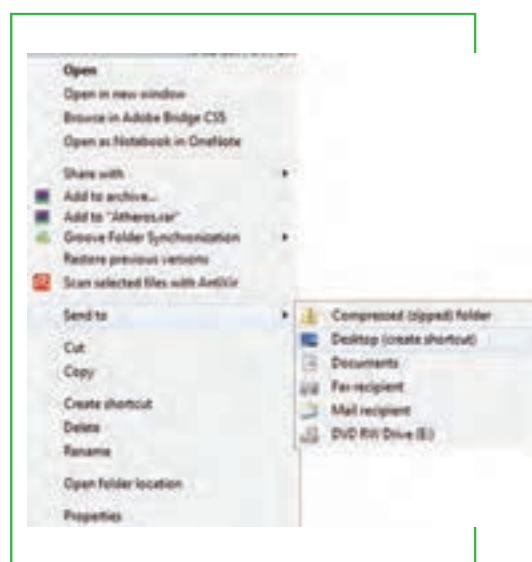 Open
Open in new window
Browse in Adobe Bridge CS5
Open as Notebook in OneNote
Share with
Add to archive...
Add to "Atheros.rar"
Groove Folder Synchronization
Restore previous versions
Scan selected files with AntiVir
Send to
Compressed (zipped) folder
Desktop (create shortcut)
Documents
Fax recipient
Mail recipient
DVD RW Drive (E:)
Cut
Copy
Create shortcut
Delete
Rename
Open folder location
Properties